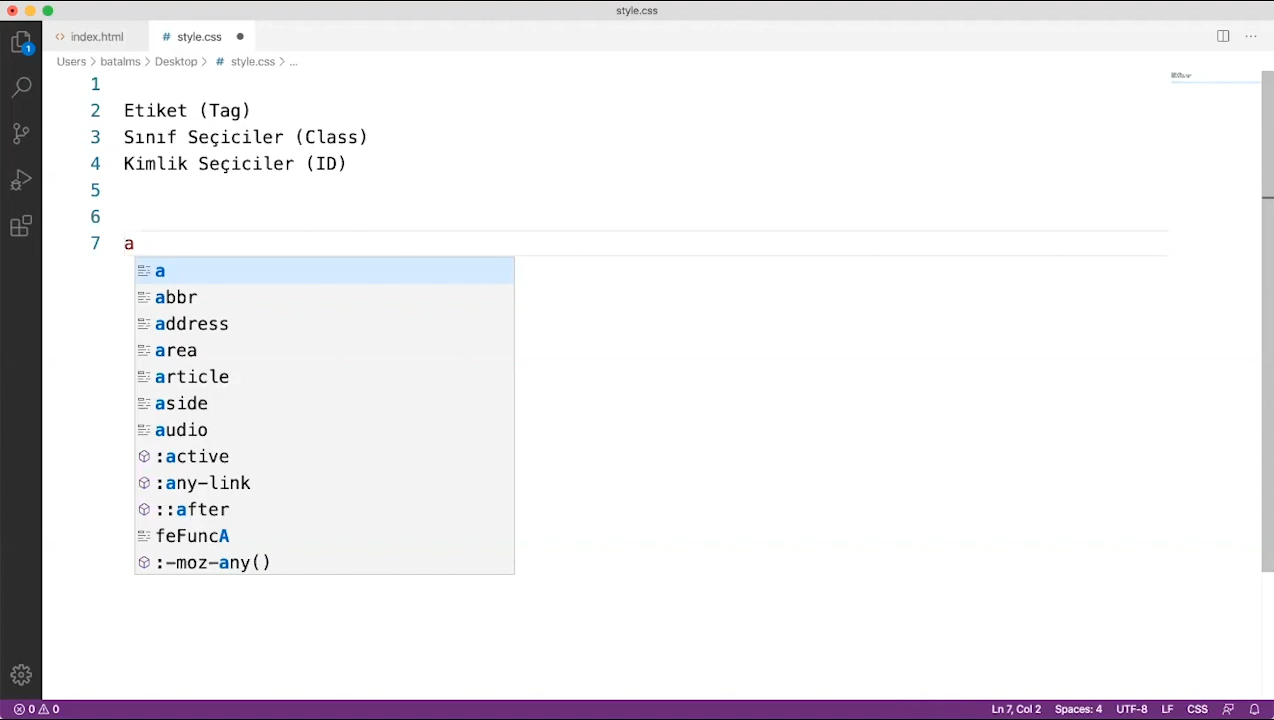 style.css
index.html
style.css
Users > batalms > Desktop > # style.css > ...
1
1
2 Etiket (Tag)
3 Sınıf Seçiciler (Class)
4 Kimlik Seçiciler (ID)
5
6
7 a
a
abbr
address
area
article
aside
audio
:active
:any-link
::after
feFuncA
:-moz-any()
0 0 Ln 7, Col 2 Spaces: 4 UTF-8 LF CSS